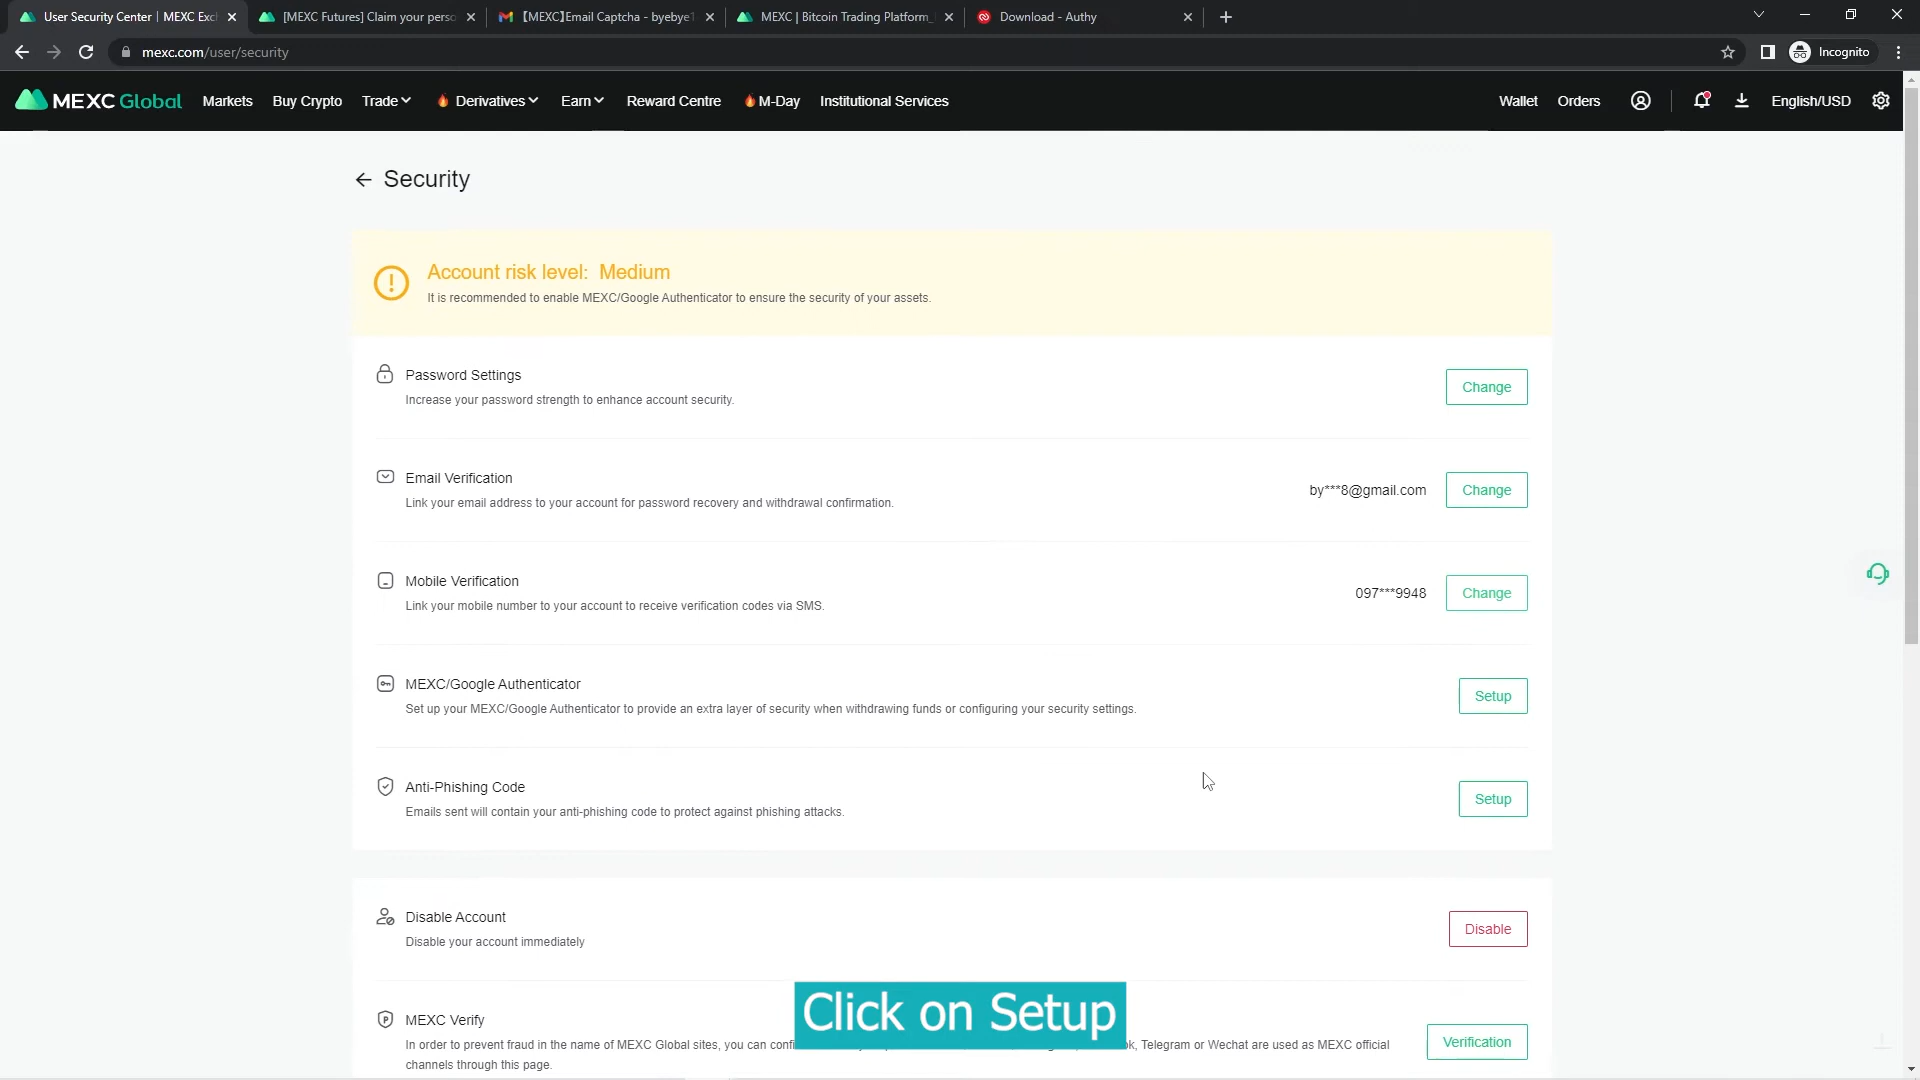 User Security Center | MEXC Exc
[MEXC Futures] Claim your perso
【MEXC】Email Captcha - byebye1
MEXC | Bitcoin Trading Platform_
Download - Authy
mexc.com/user/security
Incognito
MEXC Global
Markets
Buy Crypto
Trade
Derivatives
Earn
Reward Centre
M-Day
Institutional Services
Wallet
Orders
English/USD
Security
Account risk level: Medium
It is recommended to enable MEXC/Google Authenticator to ensure the security of your assets.
Password Settings
Increase your password strength to enhance account security.
Change
Email Verification
Link your email address to your account for password recovery and withdrawal confirmation.
by***8@gmail.com
Change
Mobile Verification
Link your mobile number to your account to receive verification codes via SMS.
097***9948
Change
MEXC/Google Authenticator
Set up your MEXC/Google Authenticator to provide an extra layer of security when withdrawing funds or configuring your security settings.
Setup
Anti-Phishing Code
Emails sent will contain your anti-phishing code to protect against phishing attacks.
Setup
Disable Account
Disable your account immediately
Disable
Click on Setup
MEXC Verify
In order to prevent fraud in the name of MEXC Global sites, you can confi k, Telegram or Wechat are used as MEXC official
channels through this page.
Verification